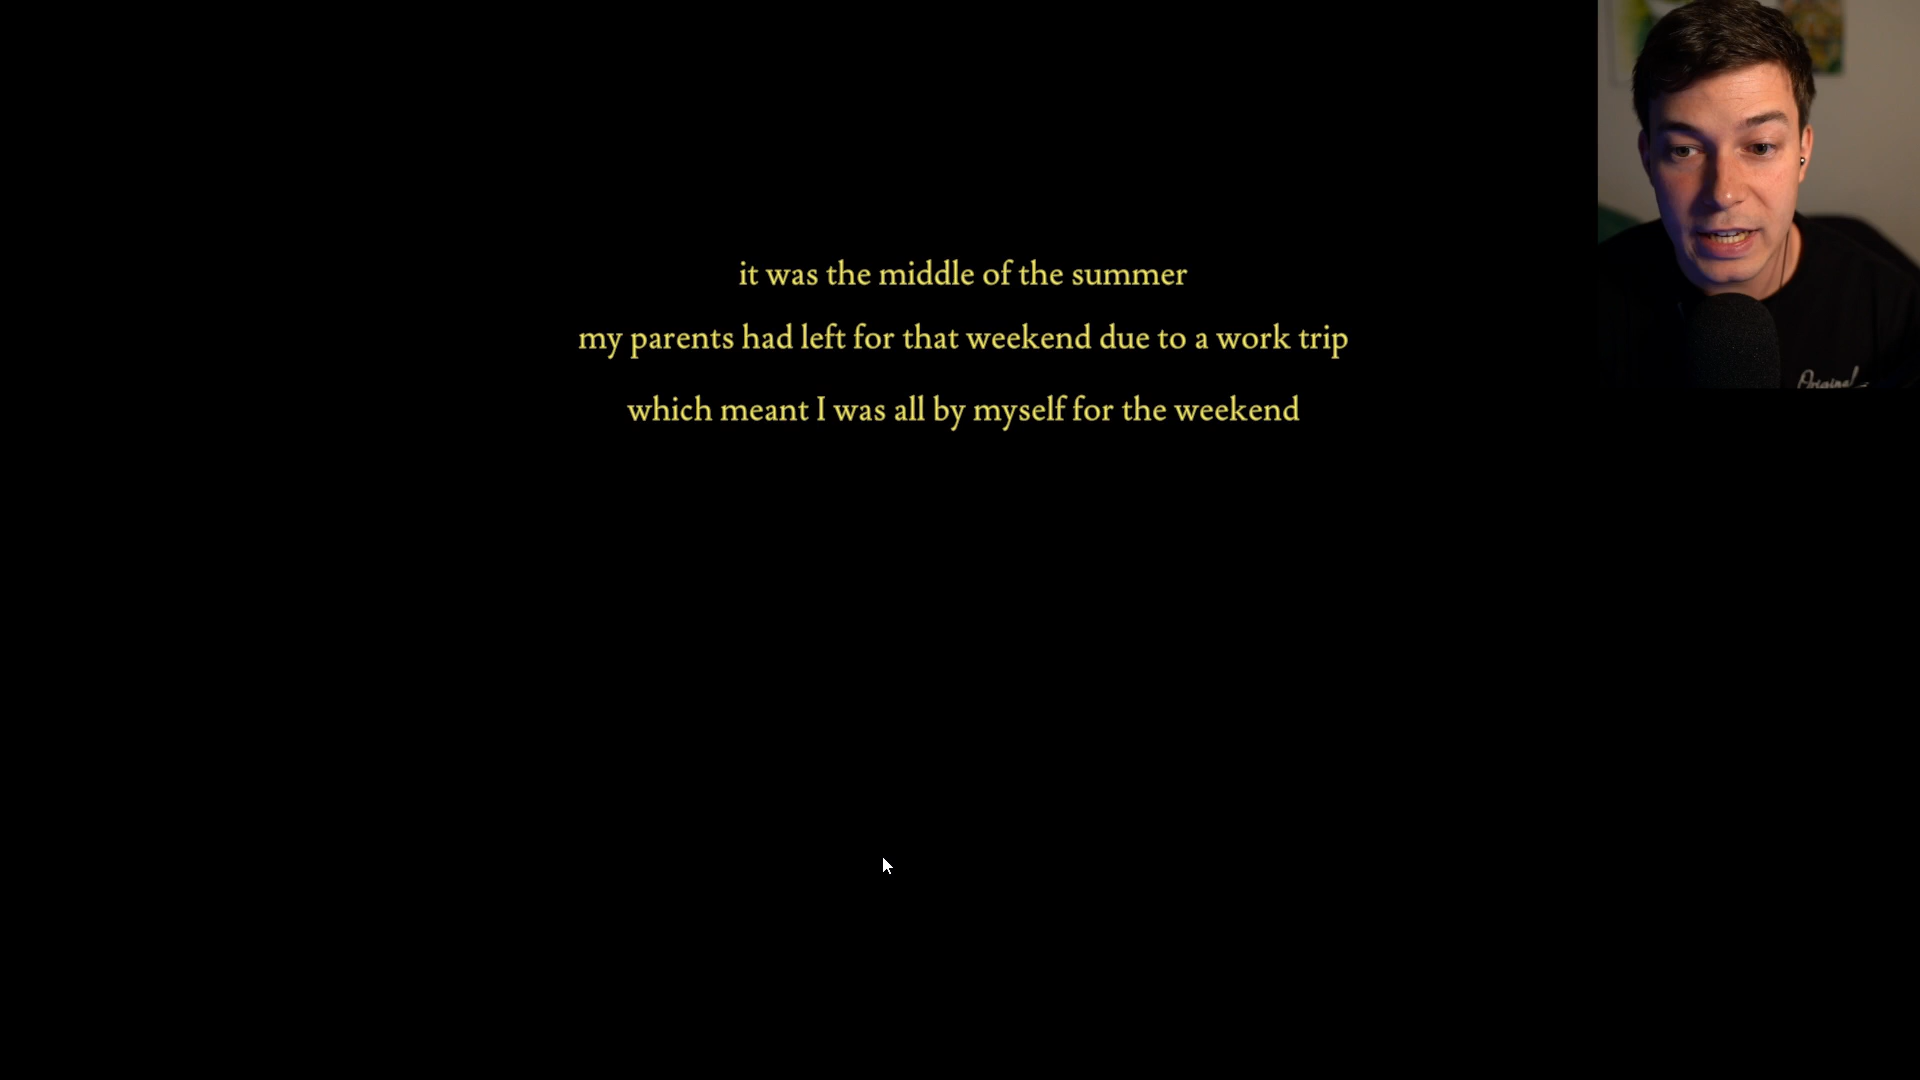 it was the middle of the summer
my parents had left for that weekend due to a work trip
which meant I was all by myself for the weekend
Original